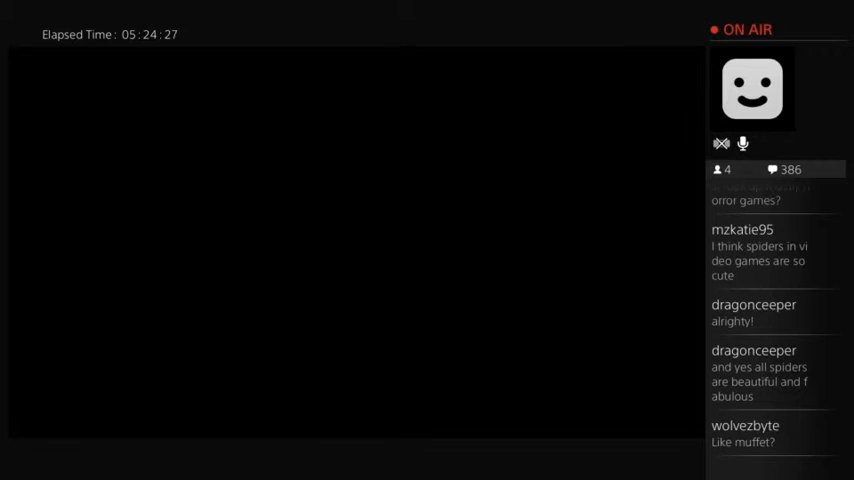 Elapsed Time: 05:24:27
ON AIR
4
386
orror games?
mzkatie95
I think spiders in vi
deo games are so
cute
dragonceeper
alrighty!
dragonceeper
and yes all spiders
are beautiful and f
abulous
wolvezbyte
Like muffet?